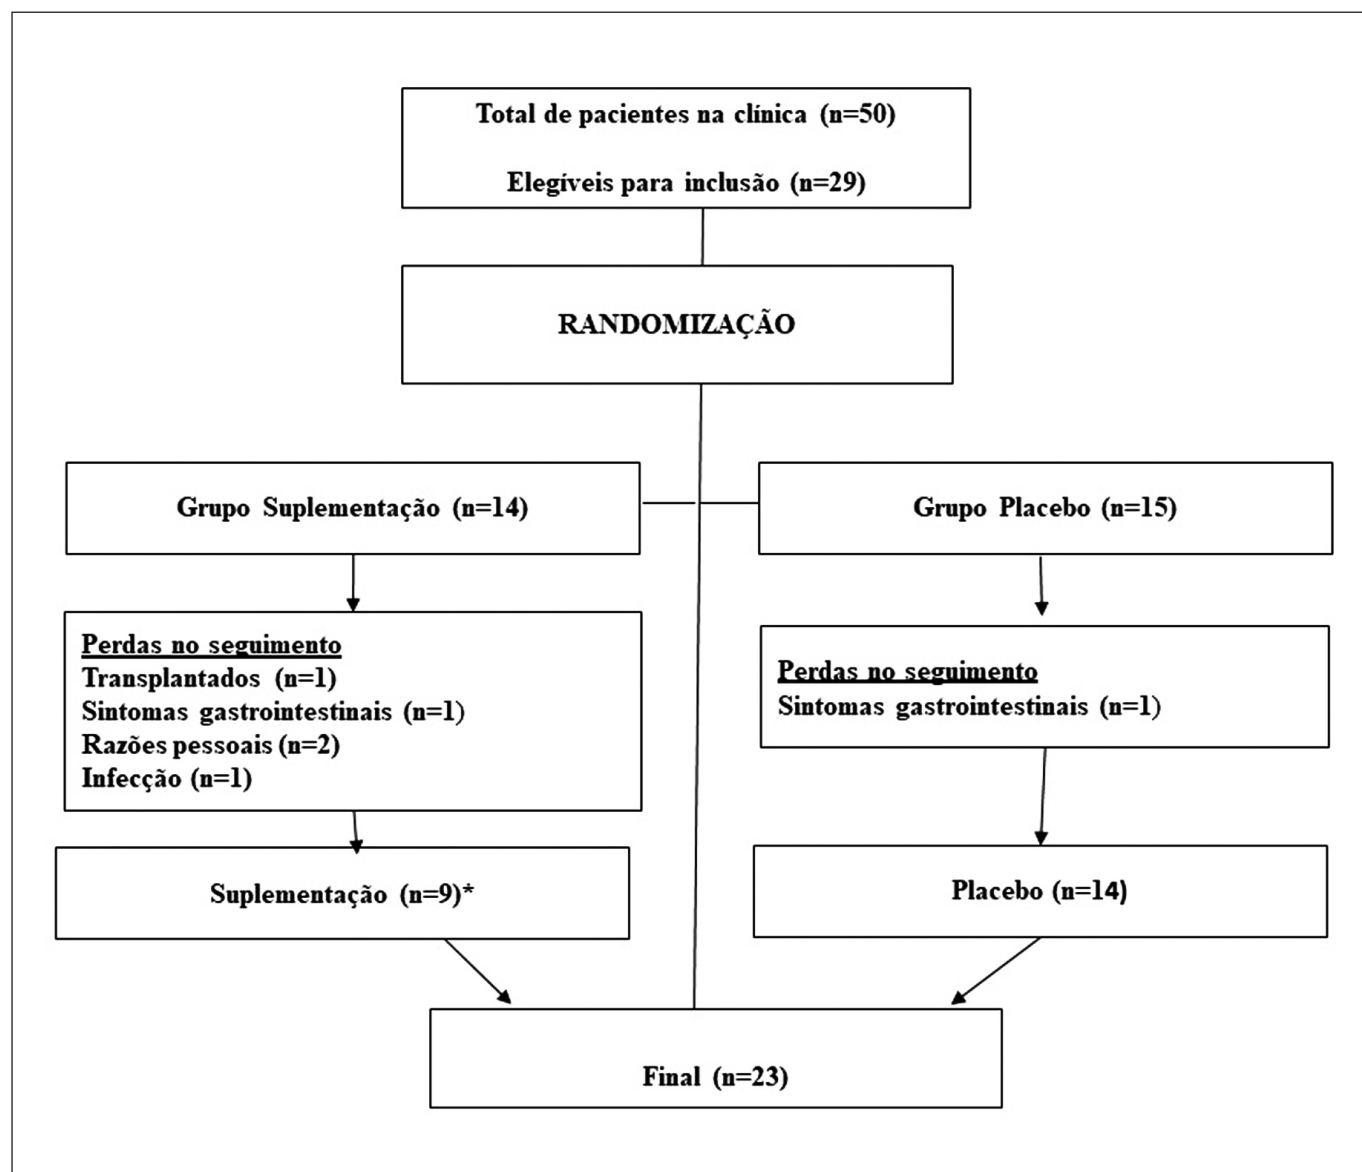 Total de pacientes na clínica (n=50)
Elegíveis para inclusão (n=29)
RANDOMIZAÇÃO
Grupo Suplementação (n=14)
Grupo Placebo (n=15)
Perdas no seguimento
Transplantados (n=1)
Sintomas gastrointestinais (n=1)
Razões pessoais (n=2)
Infecção (n=1)
Perdas no seguimento
Sintomas gastrointestinais (n=1)
Suplementação (n=9)*
Placebo (n=14)
Final (n=23)